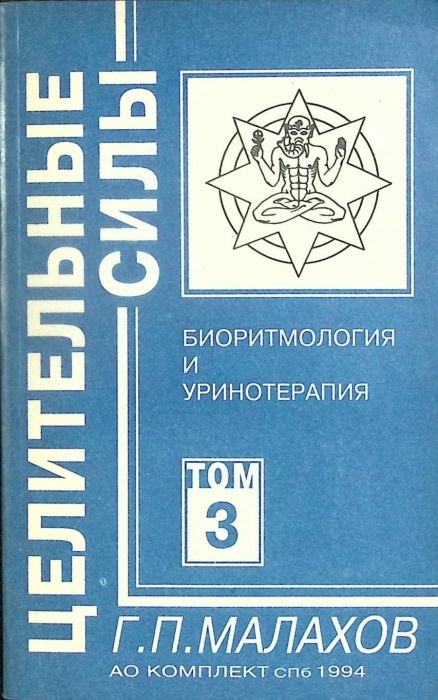 ЦЕЛИТЕЛЬНЫЕ
СИЛЫ
БИОРИТМОЛОГИЯ
И
УРИНОТЕРАПИЯ
ТОМ
3
Г.П.МАЛАХОВ
АО КОМПЛЕКТ спб 1994